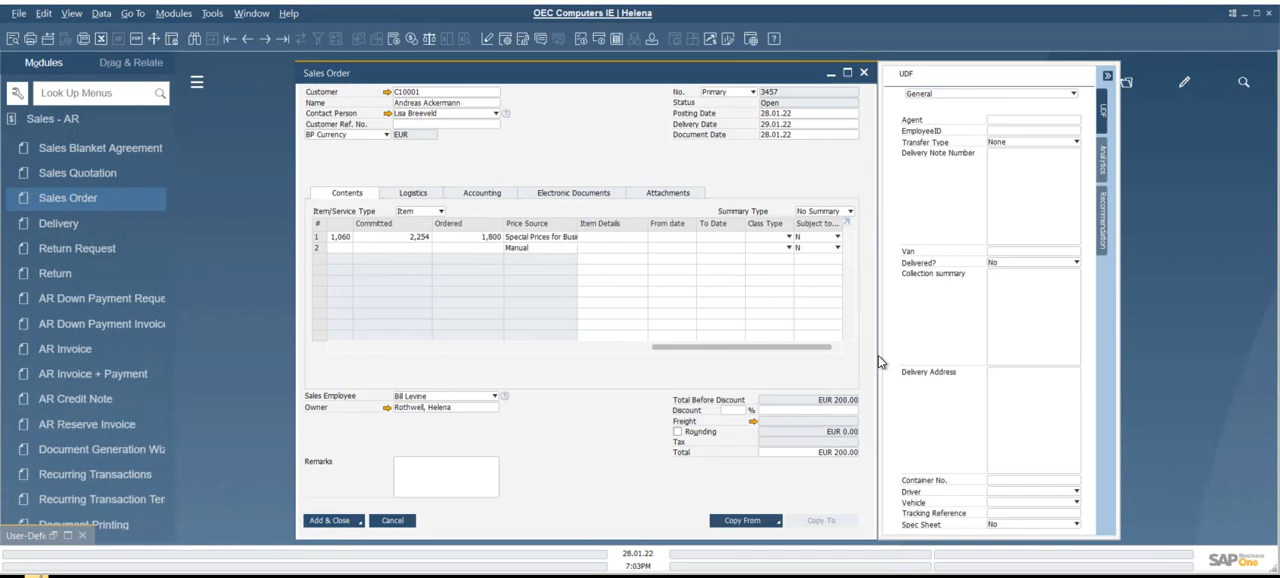 File Edit View Data Go To Modules Tools Window Help
OEC Computers IE | Helena
Modules
Drag & Relate
Look Up Menus
Sales - AR
Sales Blanket Agreement
Sales Quotation
Sales Order
Delivery
Return Request
Return
AR Down Payment Reque
AR Down Payment Invoice
AR Invoice
AR Invoice + Payment
AR Credit Note
AR Reserve Invoice
Document Generation Wiz
Recurring Transactions
Recurring Transaction Ter
Document Printing
User-Defi
Sales Order
Customer C10001
Name Andreas Ackermann
Contact Person Lisa Breeveld
Customer Ref. No.
BP Currency EUR
No. Primary 3457
Status Open
Posting Date 28.01.22
Delivery Date 29.01.22
Document Date 28.01.22
Contents Logistics Accounting Electronic Documents Attachments
Item/Service Type Item
Summary Type No Summary
# Committed Ordered Price Source Item Details From date To Date Class Type Subject to...
1 1,060 2,254 1,800 Special Prices for Busi N
2 Manual N
Sales Employee Bill Levine
Owner Rothwell, Helena
Remarks
Total Before Discount EUR 200.00
Discount %
Freight
Rounding EUR 0.00
Tax
Total EUR 200.00
Add & Close Cancel
Copy From Copy To
UDF
General
Agent
EmployeeID
Transfer Type None
Delivery Note Number
Van
Delivered? No
Collection summary
Delivery Address
Container No.
Driver
Vehicle
Tracking Reference
Spec Sheet No
UDF
Analytics
Recommendation
28.01.22
7:03PM
SAP Business One